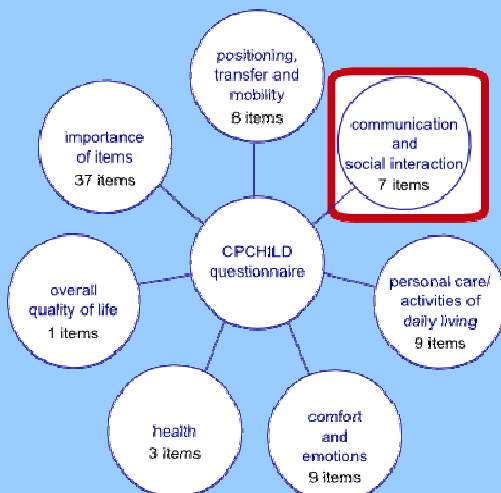 positioning,
transfer and
mobility
8 items
communication
and
social interaction
7 items
importance
of items
37 items
CPCHILD
questionnaire
overall
quality of life
1 items
personal care/
activities of
daily living
9 items
health
3 items
comfort
and
emotions
9 items